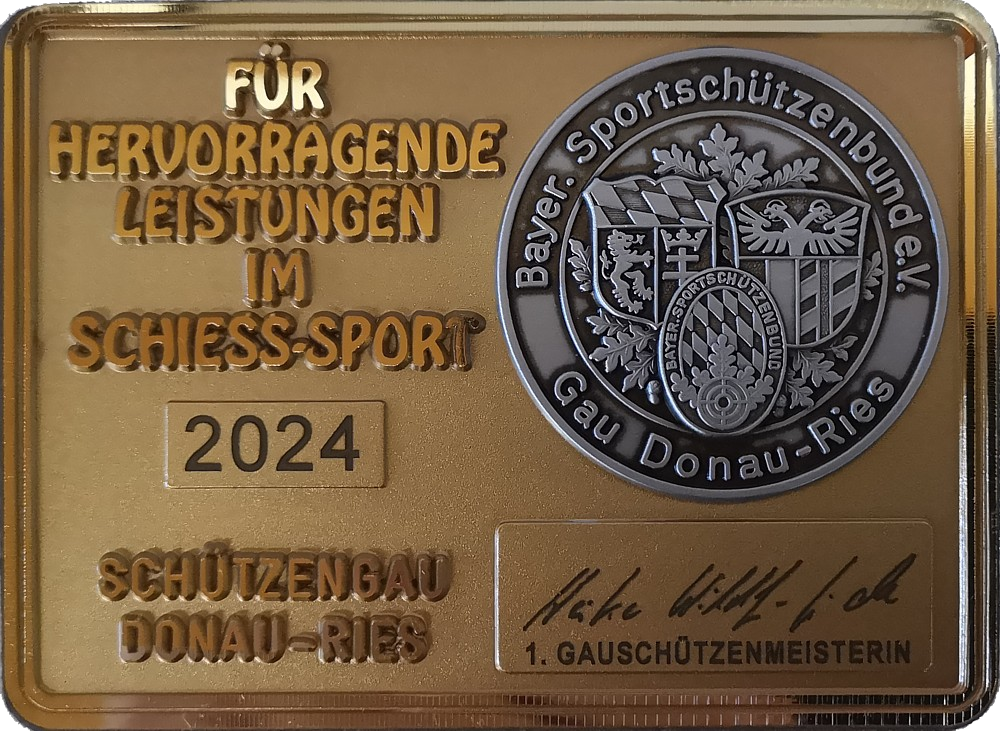 FÜR
HERVORRAGENDE
LEISTUNGEN
IM
SCHIESS-SPORT
2024
SCHÜTZENGAU
DONAU-RIES
Bayer. Sportschützenbund e.V.
BAYER.SPORTSCHÜTZENBUND
Gau Donau-Ries
1. GAUSCHÜTZENMEISTERIN